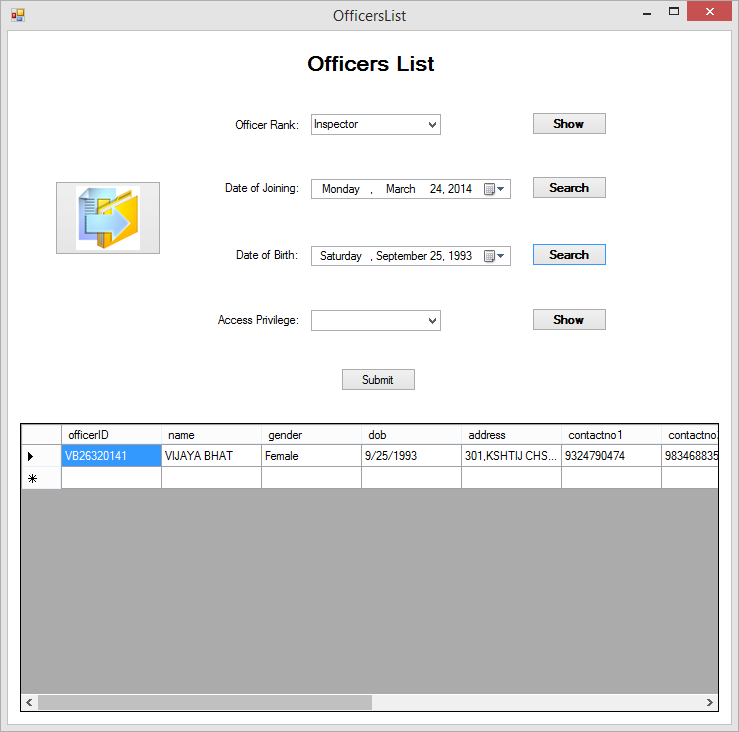 OfficersList
Officers List
Officer Rank: Inspector Show
Date of Joining: Monday , March 24, 2014 Search
Date of Birth: Saturday , September 25, 1993 Search
Access Privilege: Show
Submit
officerID name gender dob address contactno1 contactno
VB26320141 VIJAYA BHAT Female 9/25/1993 301,KSHTIJ CHS... 9324790474 983468835